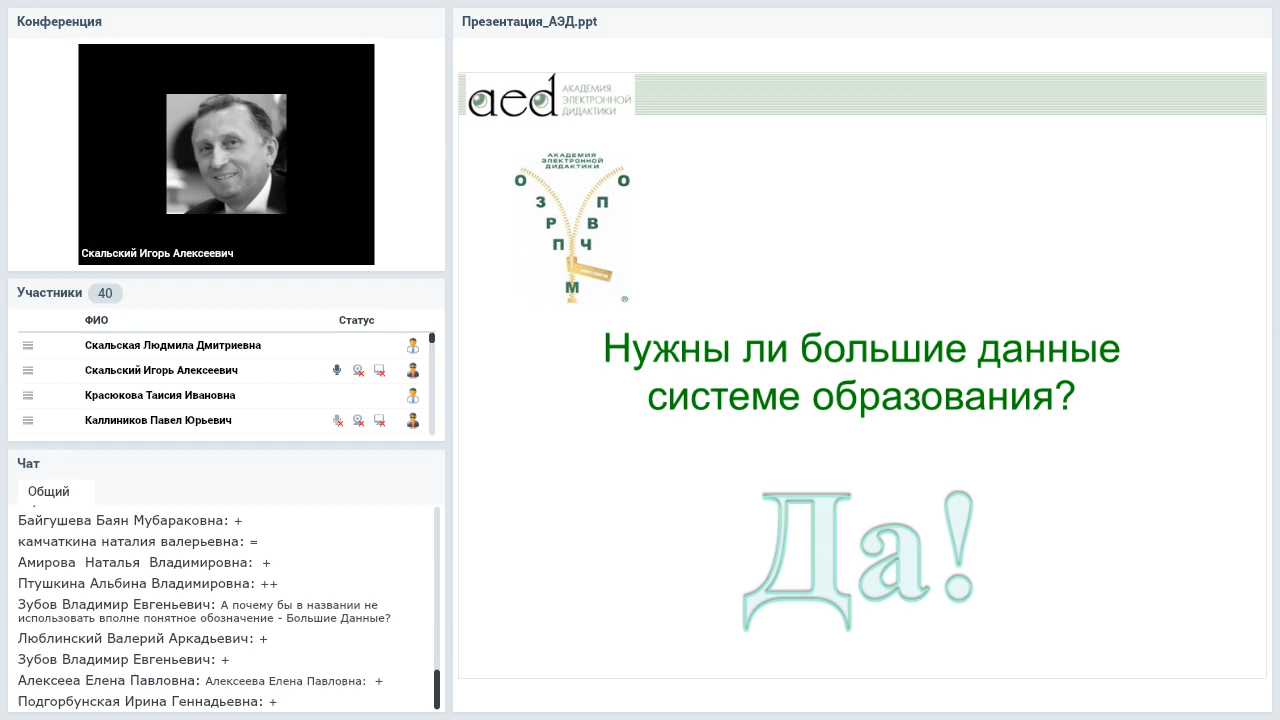 Конференция
Скальский Игорь Алексеевич
Участники 40
ФИО Статус
Скальская Людмила Дмитриевна
Скальский Игорь Алексеевич
Красюкова Таисия Ивановна
Каллиников Павел Юрьевич
Чат
Общий
Байгушева Баян Мубараковна: +
камчаткина наталия валерьевна: =
Амирова Наталья Владимировна: +
Птушкина Альбина Владимировна: ++
Зубов Владимир Евгеньевич: А почему бы в названии не
использовать вполне понятное обозначение - Большие Данные?
Люблинский Валерий Аркадьевич: +
Зубов Владимир Евгеньевич: +
Алексееа Елена Павловна: Алексеева Елена Павловна: +
Подгорбунская Ирина Геннадьевна: +
Презентация_АЭД.ppt
aed АКАДЕМИЯ
ЭЛЕКТРОННОЙ
ДИДАКТИКИ
АКАДЕМИЯ
ЭЛЕКТРОННОЙ
ДИДАКТИКИ
О О
З П
Р В
П Ч
М ®
Нужны ли большие данные
системе образования?
Да!